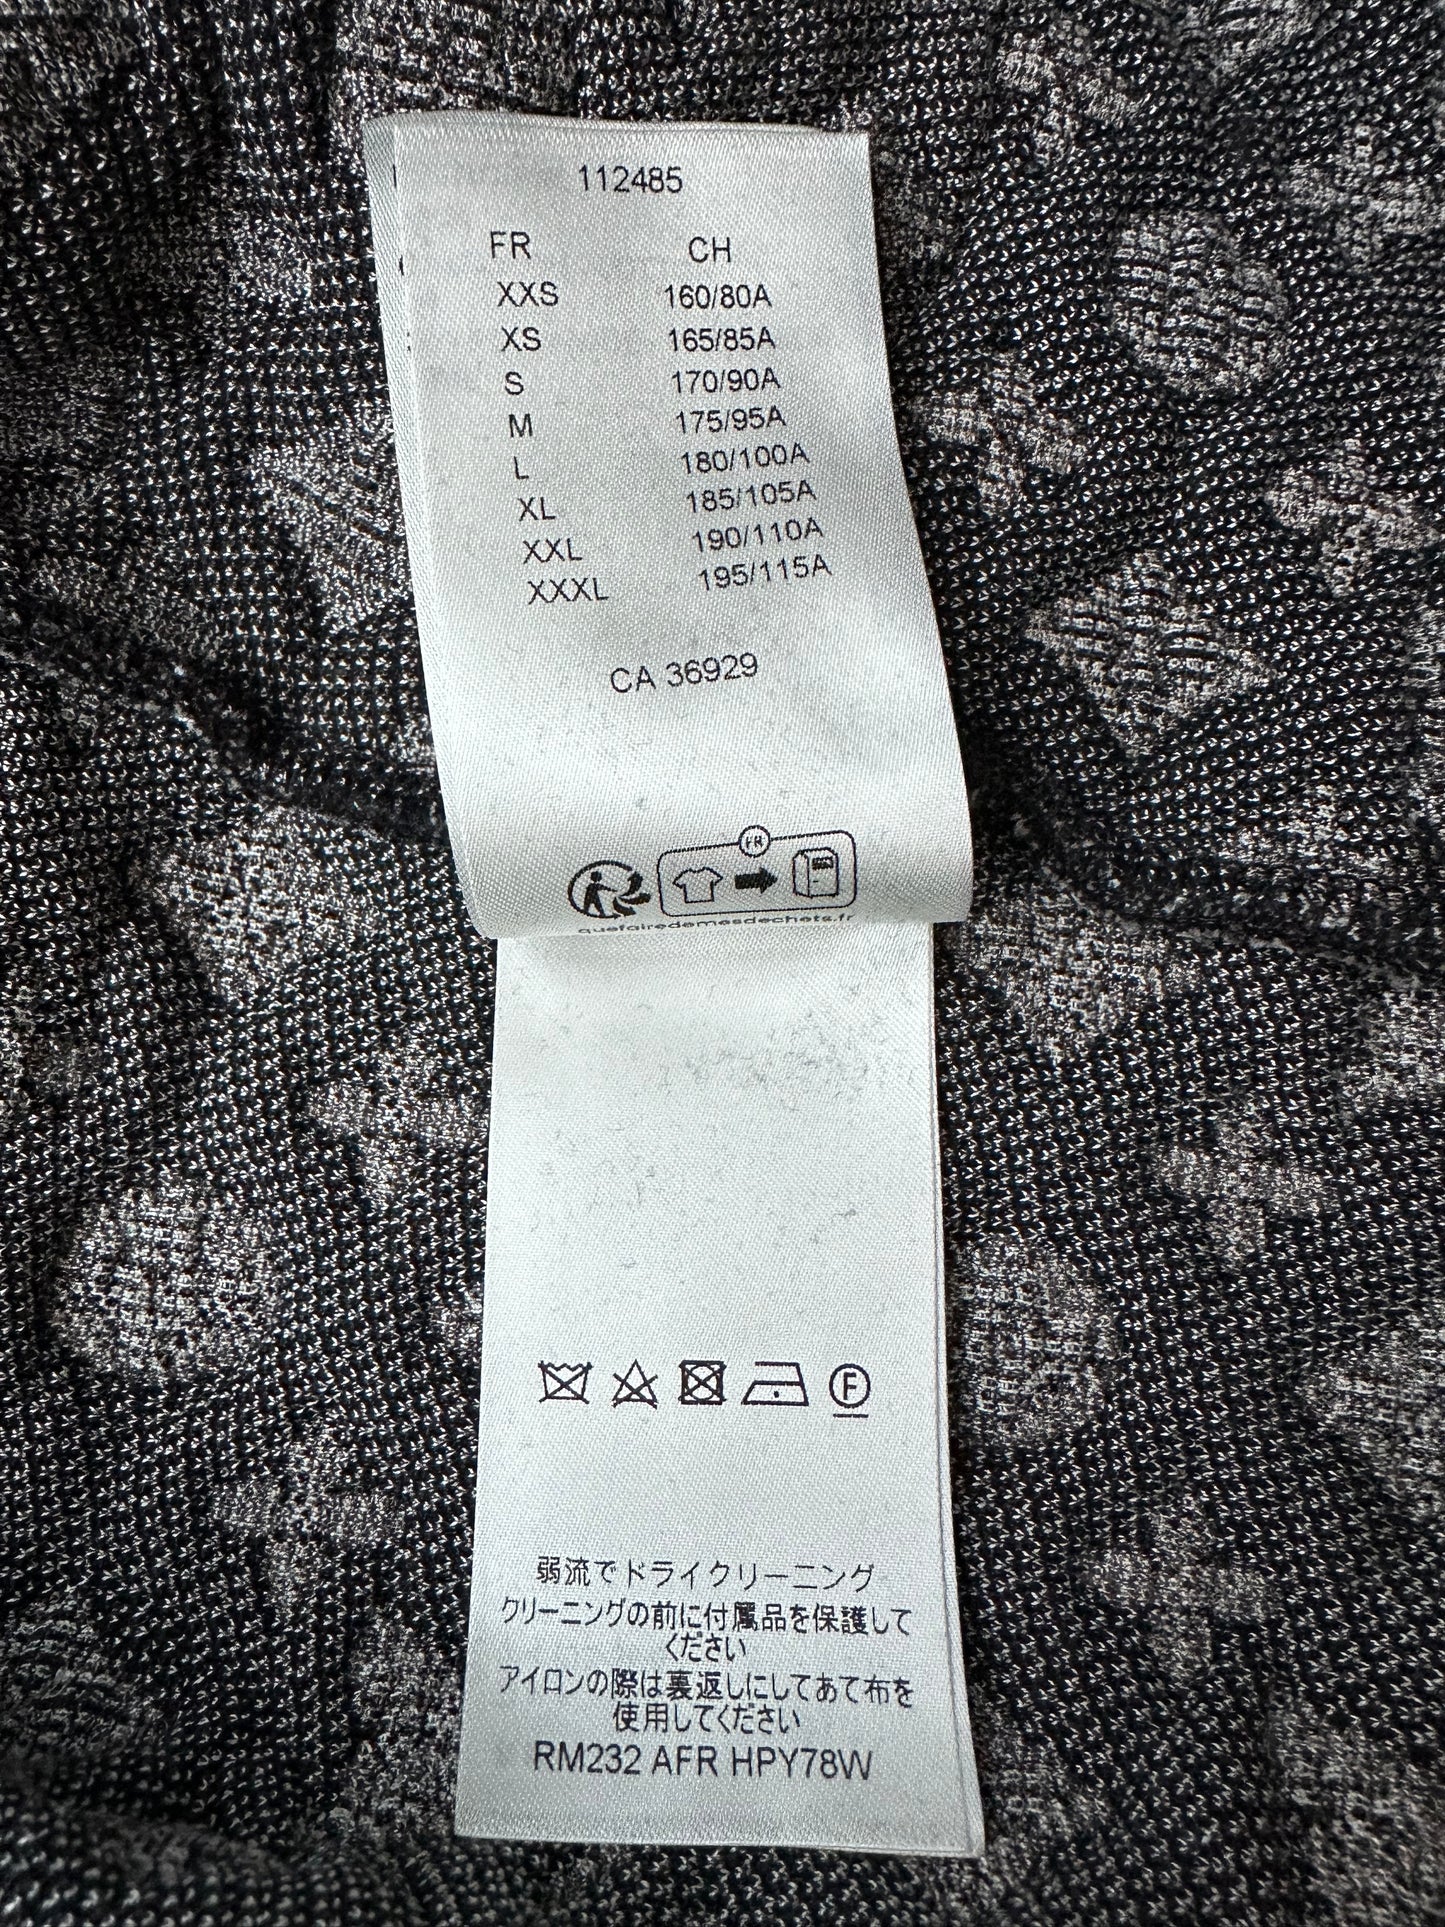 112485
FR CH
XXS 160/80A
XS 165/85A
S 170/90A
M 175/95A
L 180/100A
XL 185/105A
XXL 190/110A
XXXL 195/115A
CA 36929
FR
quefairedemesdechets.fr
F
弱流でドライクリーニング
クリーニングの前に付属品を保護して
ください
アイロンの際は裏返しにしてあて布を
使用してください
RM232 AFR HPY78W